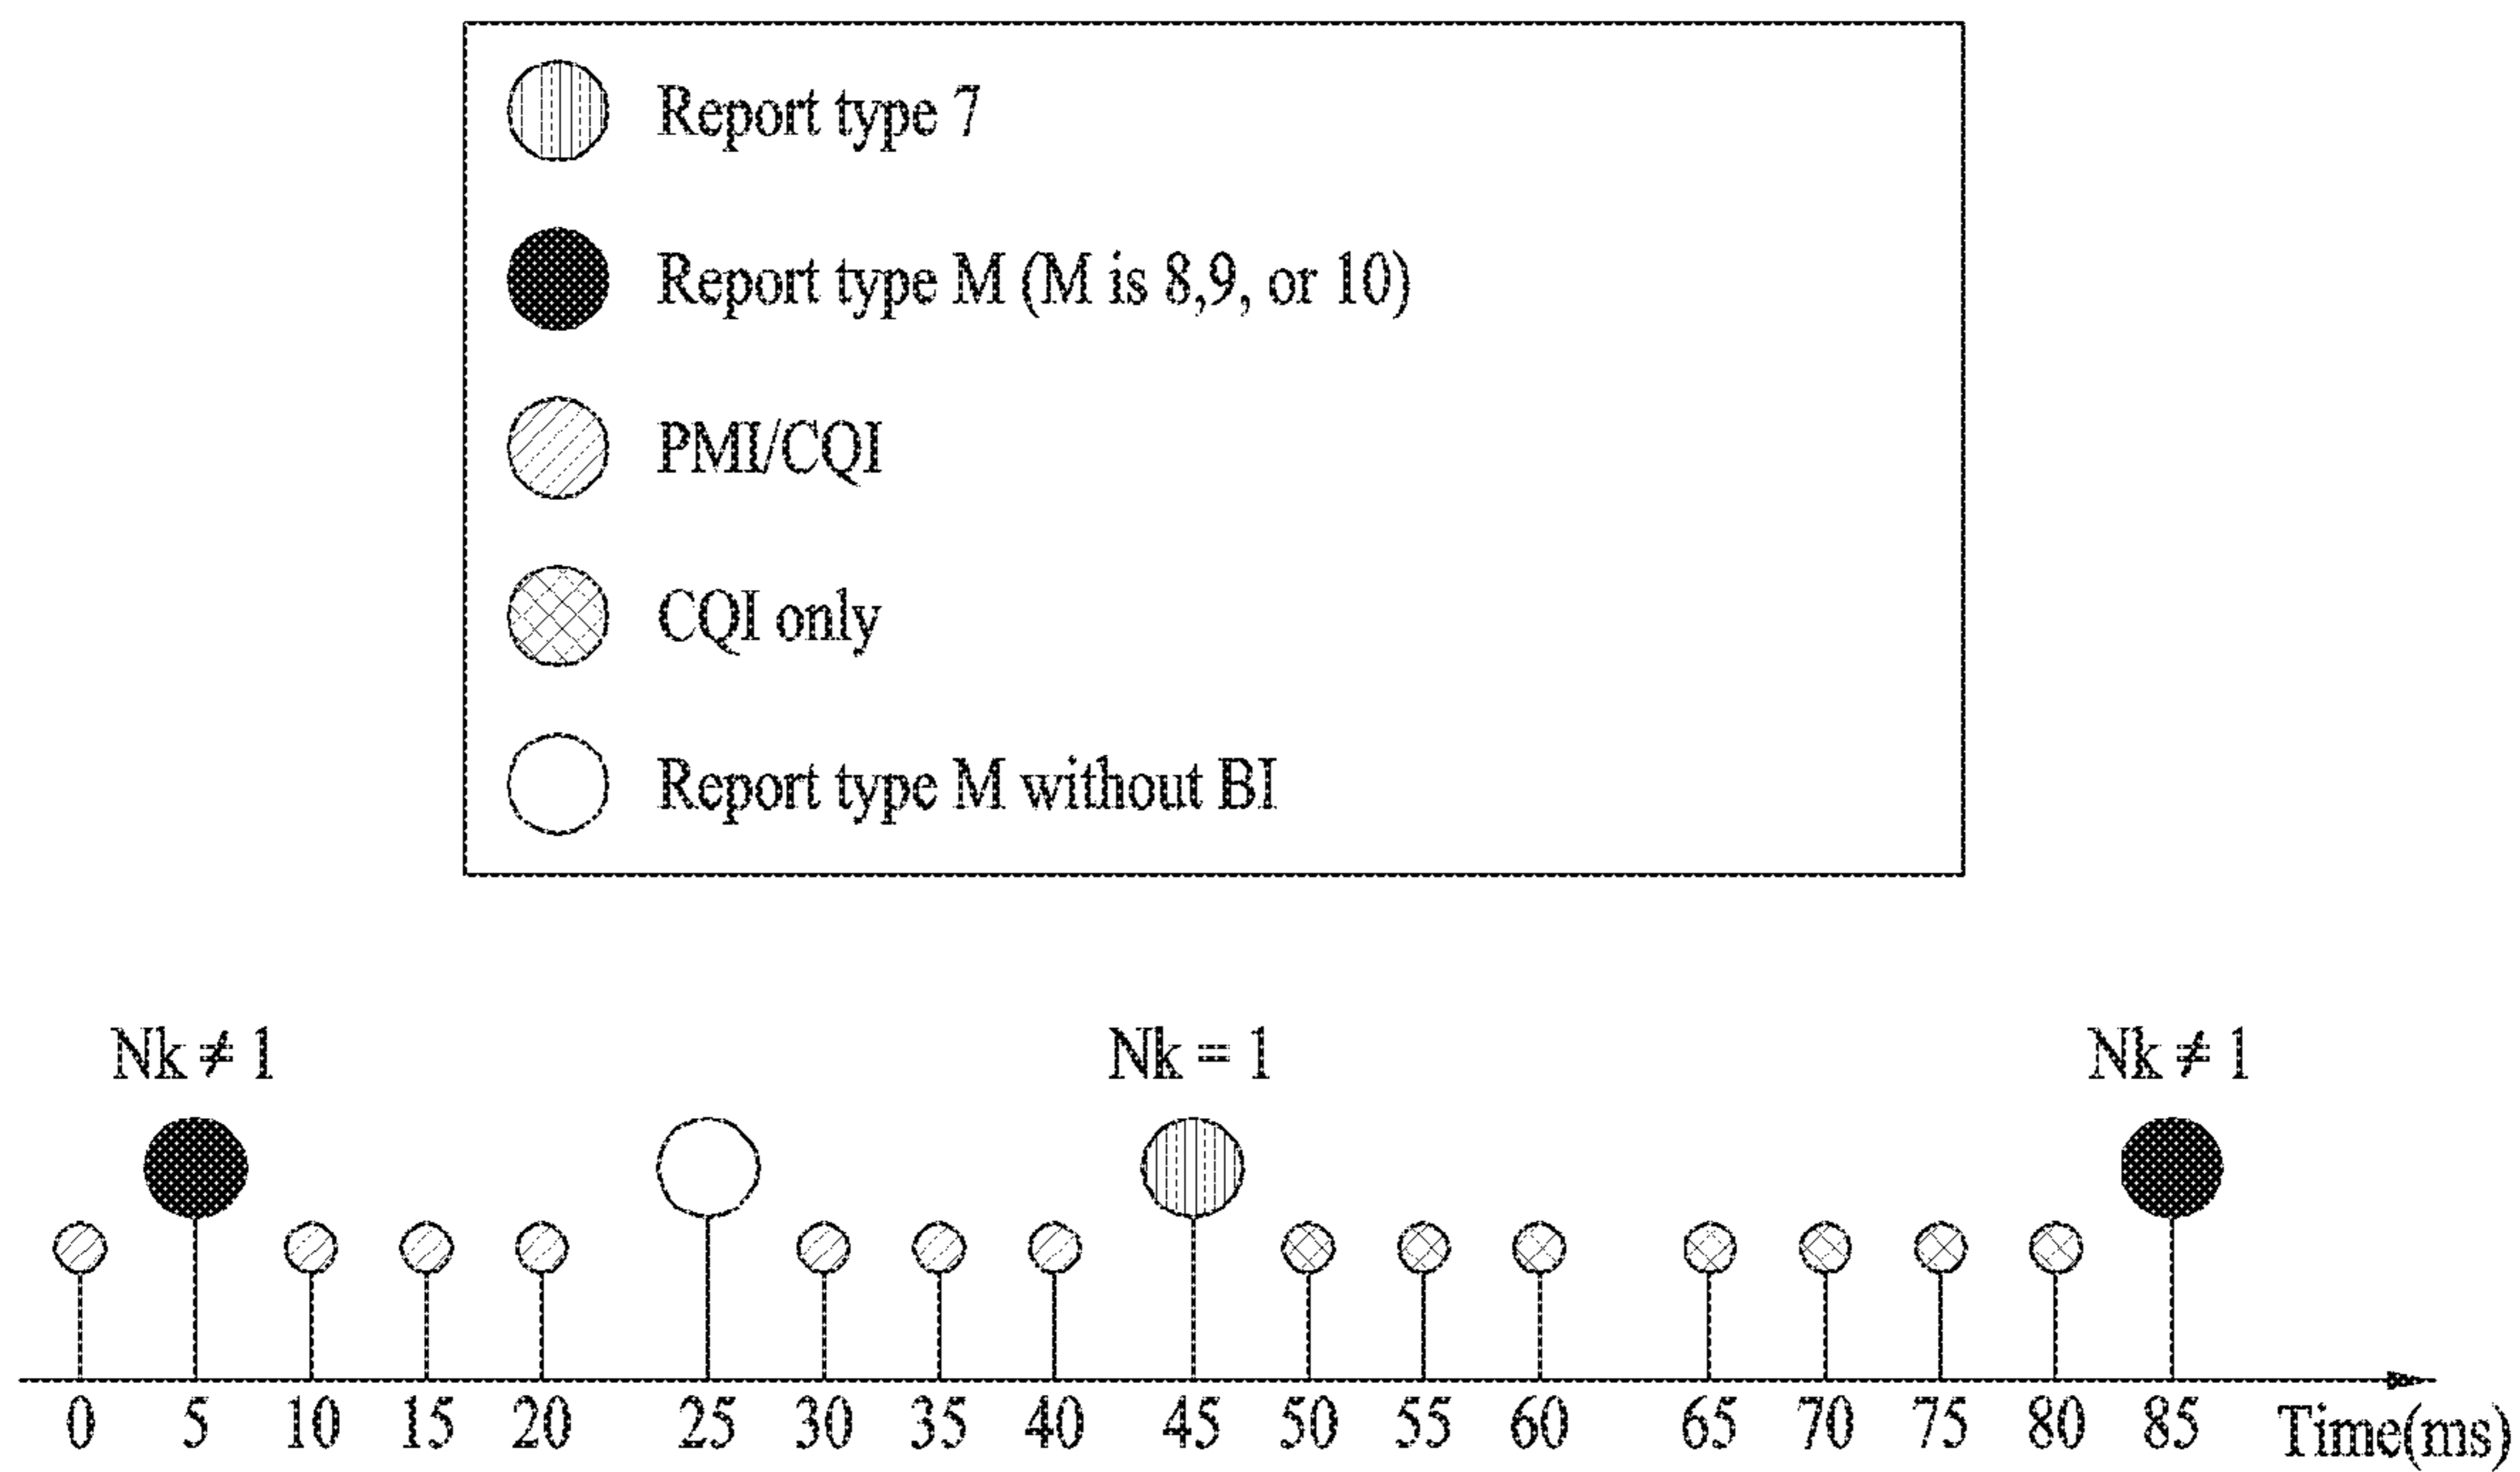 Report type 7
Report type M (M is 8,9, or 10)
PMI/CQI
CQI only
Report type M without BI
Nk ≠ 1 Nk = 1 Nk ≠ 1
0 5 10 15 20 25 30 35 40 45 50 55 60 65 70 75 80 85 Time(ms)